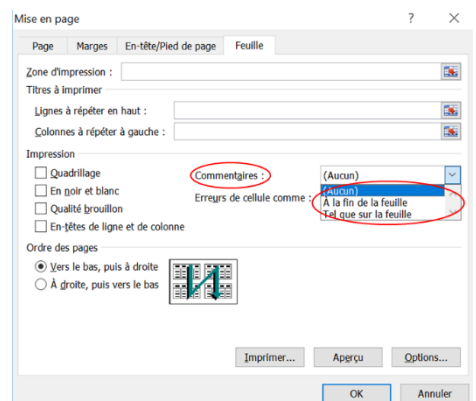 Mise en page ? ×
Page Marges En-tête/Pied de page Feuille
Zone d'impression :
Titres à imprimer
Lignes à répéter en haut :
Colonnes à répéter à gauche :
Impression
Quadrillage Commentaires : (Aucun)
En noir et blanc Erreurs de cellule comme : (Aucun)
Qualité brouillon À la fin de la feuille
En-têtes de ligne et de colonne Tel que sur la feuille
Ordre des pages
Vers le bas, puis à droite
À droite, puis vers le bas
Imprimer... Aperçu Options...
OK Annuler